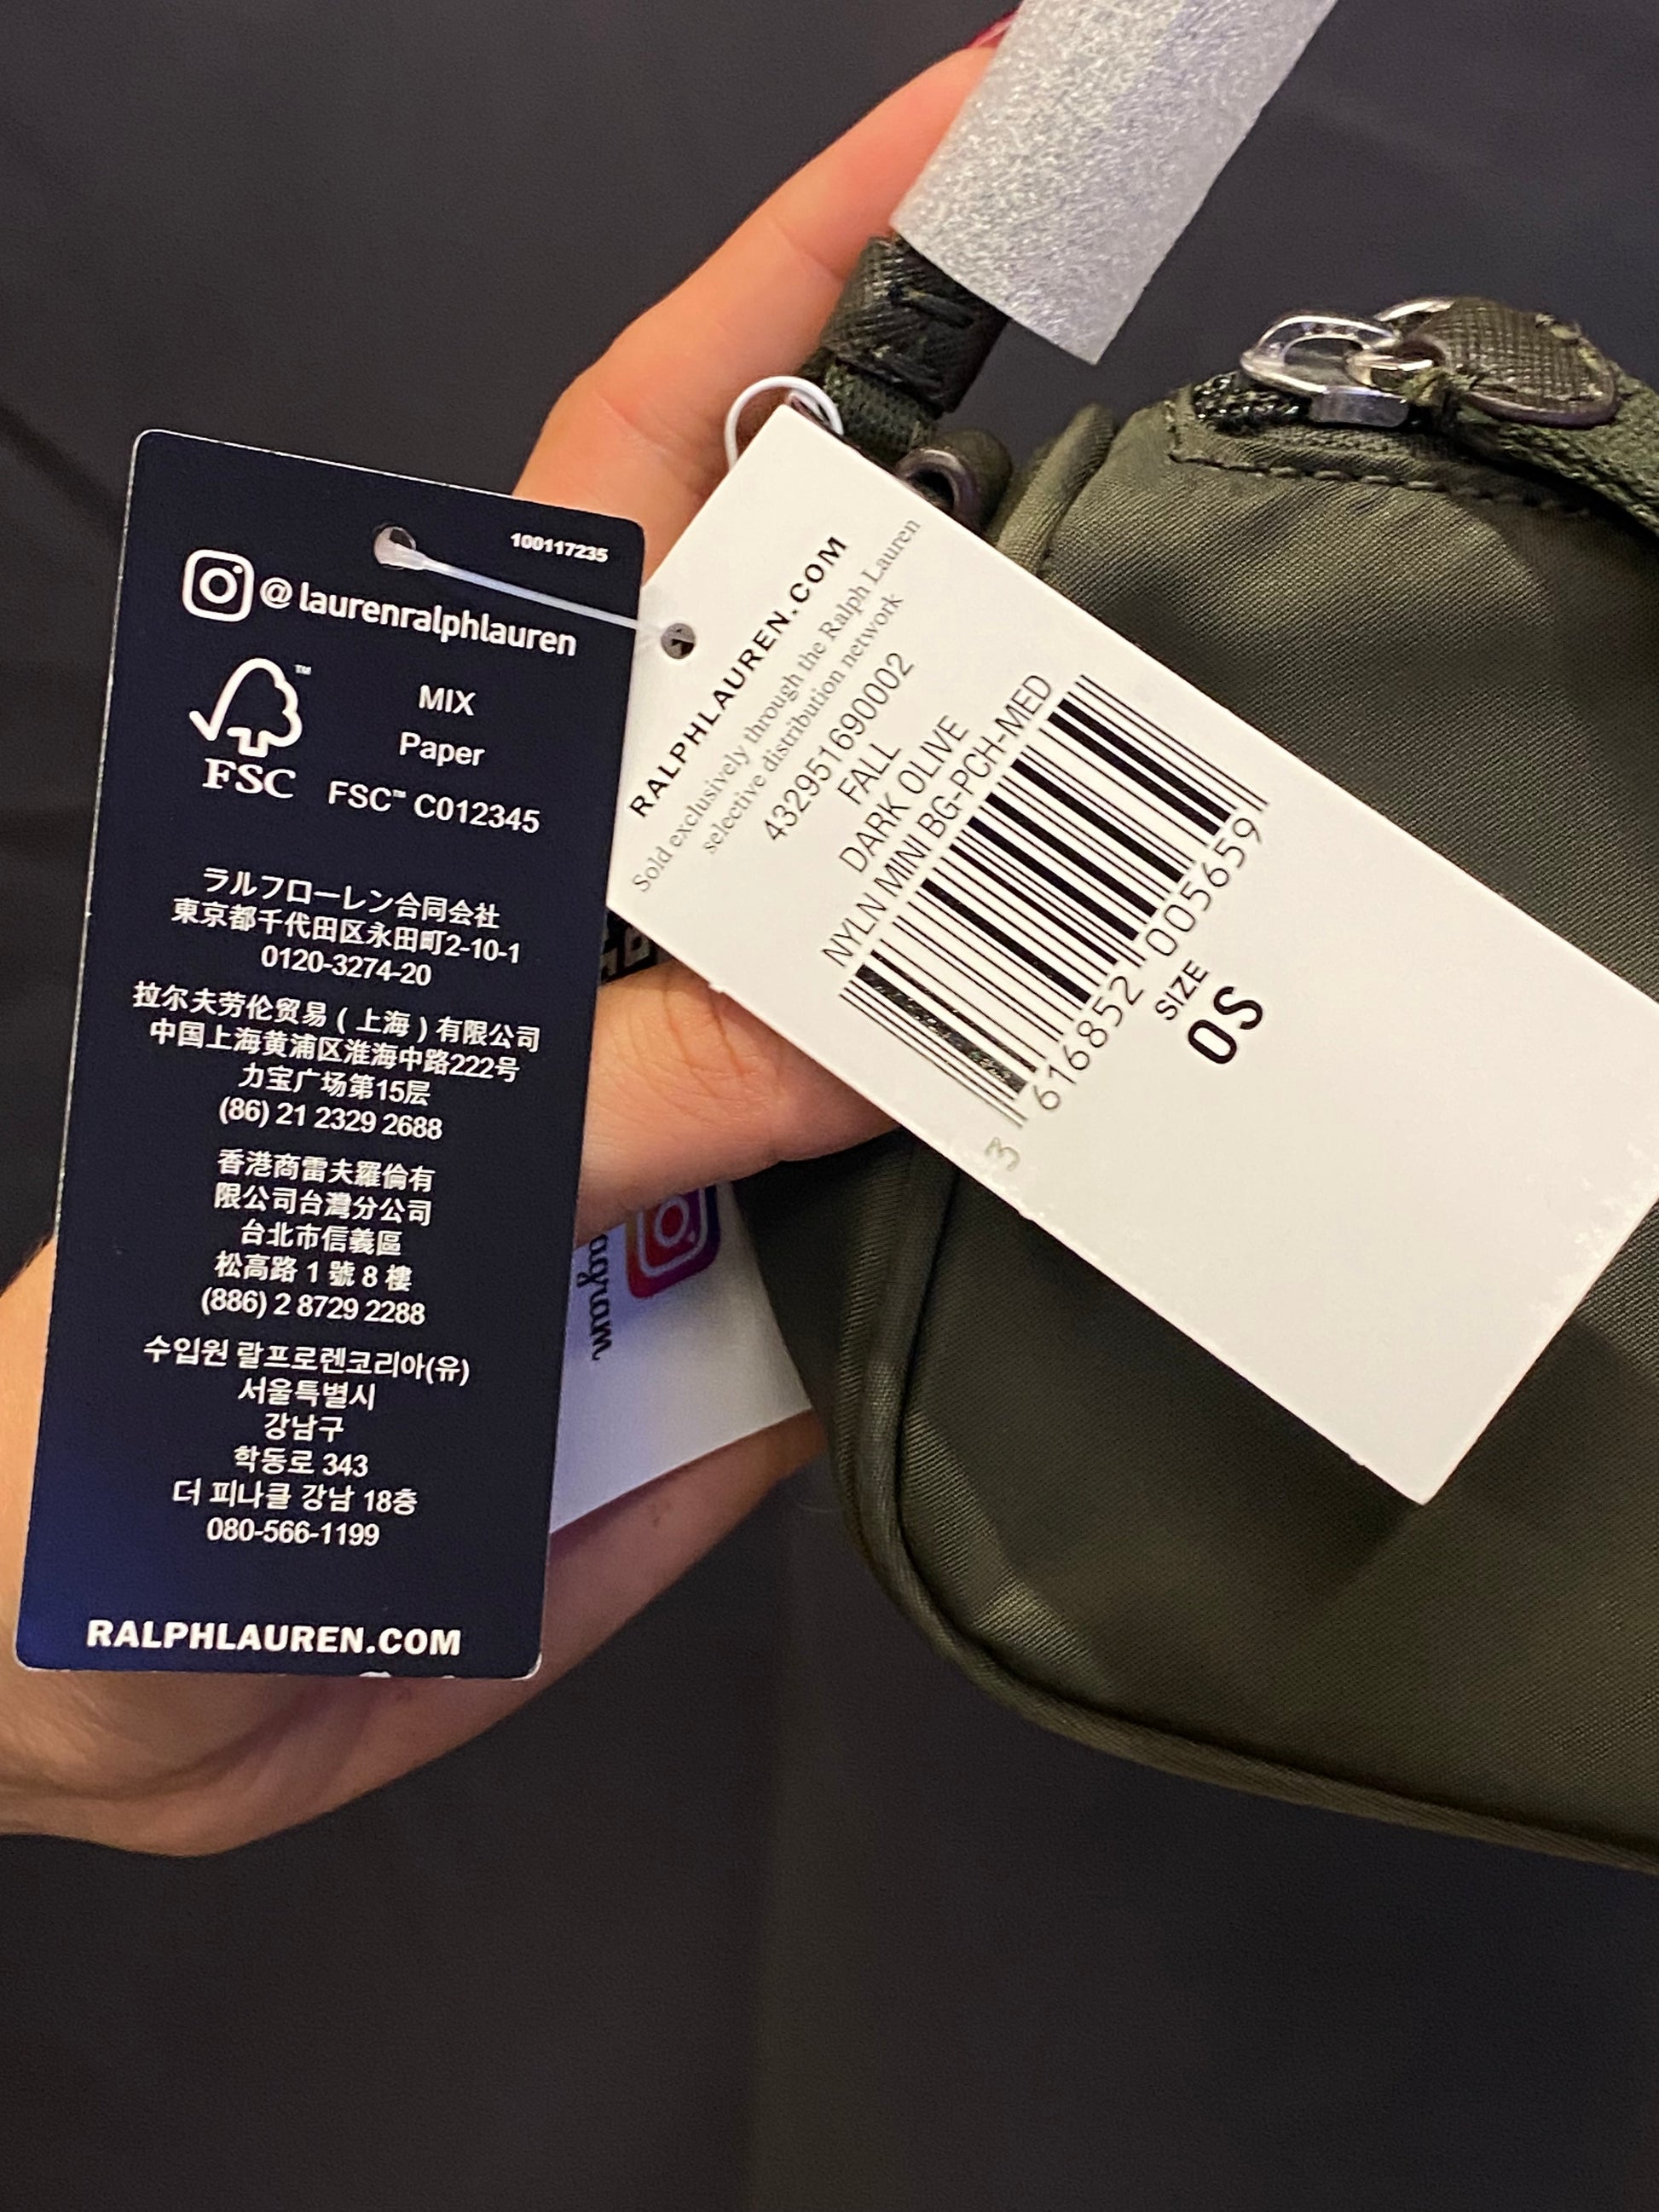 100117235
@laurenralphlauren
MIX
Paper
FSC™ C012345
™
FSC
ラルフローレン合同会社
東京都千代田区永田町2-10-1
0120-3274-20
拉尔夫劳伦贸易(上海)有限公司
中国上海黄浦区淮海中路222号
力宝广场第15层
(86) 21 2329 2688
香港商雷夫羅倫有
限公司台灣分公司
台北市信義區
松高路 1 號 8 樓
(886) 2 8729 2288
수입원 랄프로렌코리아(유)
서울특별시
강남구
학동로 343
더 피나클 강남 18층
080-566-1199
RALPHLAUREN.COM
RALPHLAUREN.COM
Sold exclusively through the Ralph Lauren
selective distribution network
432951690002
FALL
DARK OLIVE
NYLN MINI BG-PCH-MED
3 616852 005659
SIZE
OS